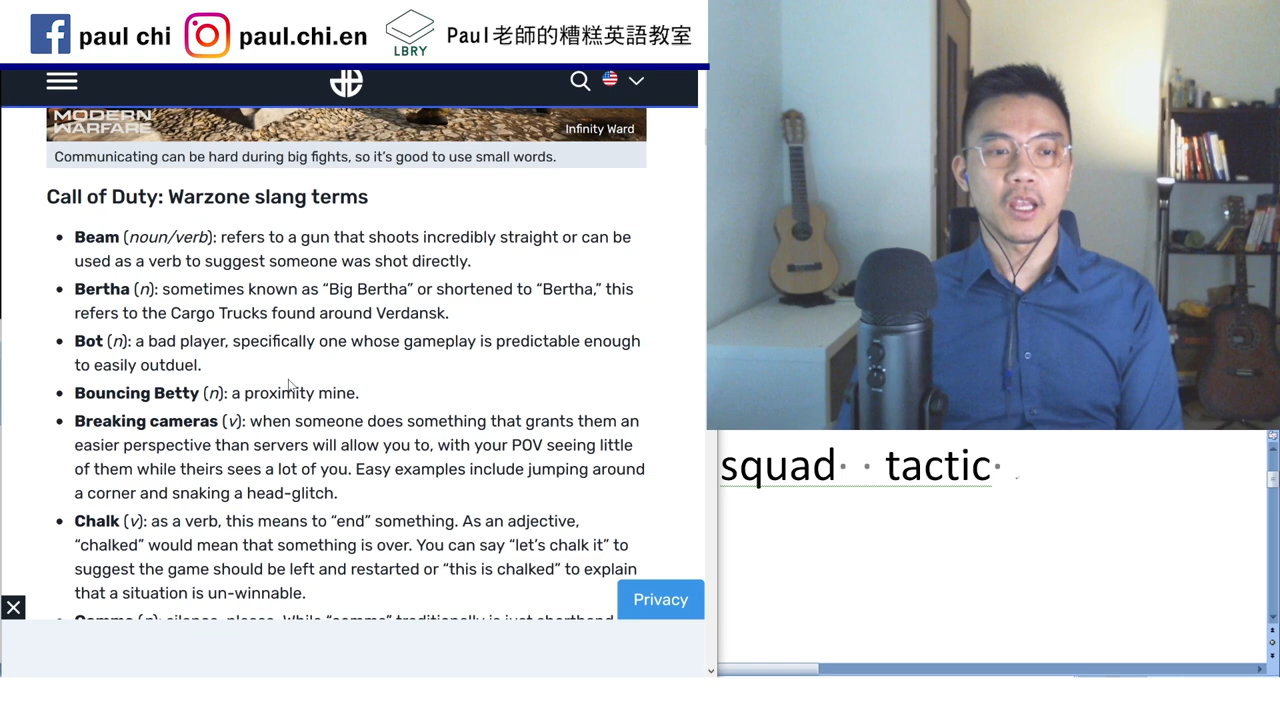 paul chi
paul.chi.en
LBRY
Paul老師的糟糕英語教室
MODERN
WARFARE
Infinity Ward
Communicating can be hard during big fights, so it's good to use small words.
Call of Duty: Warzone slang terms
• Beam (noun/verb): refers to a gun that shoots incredibly straight or can be
used as a verb to suggest someone was shot directly.
• Bertha (n): sometimes known as “Big Bertha” or shortened to “Bertha,” this
refers to the Cargo Trucks found around Verdansk.
• Bot (n): a bad player, specifically one whose gameplay is predictable enough
to easily outduel.
• Bouncing Betty (n): a proximity mine.
• Breaking cameras (v): when someone does something that grants them an
easier perspective than servers will allow you to, with your POV seeing little
of them while theirs sees a lot of you. Easy examples include jumping around
a corner and snaking a head-glitch.
• Chalk (v): as a verb, this means to “end” something. As an adjective,
“chalked” would mean that something is over. You can say “let's chalk it” to
suggest the game should be left and restarted or “this is chalked” to explain
that a situation is un-winnable.
Privacy
squad tactic